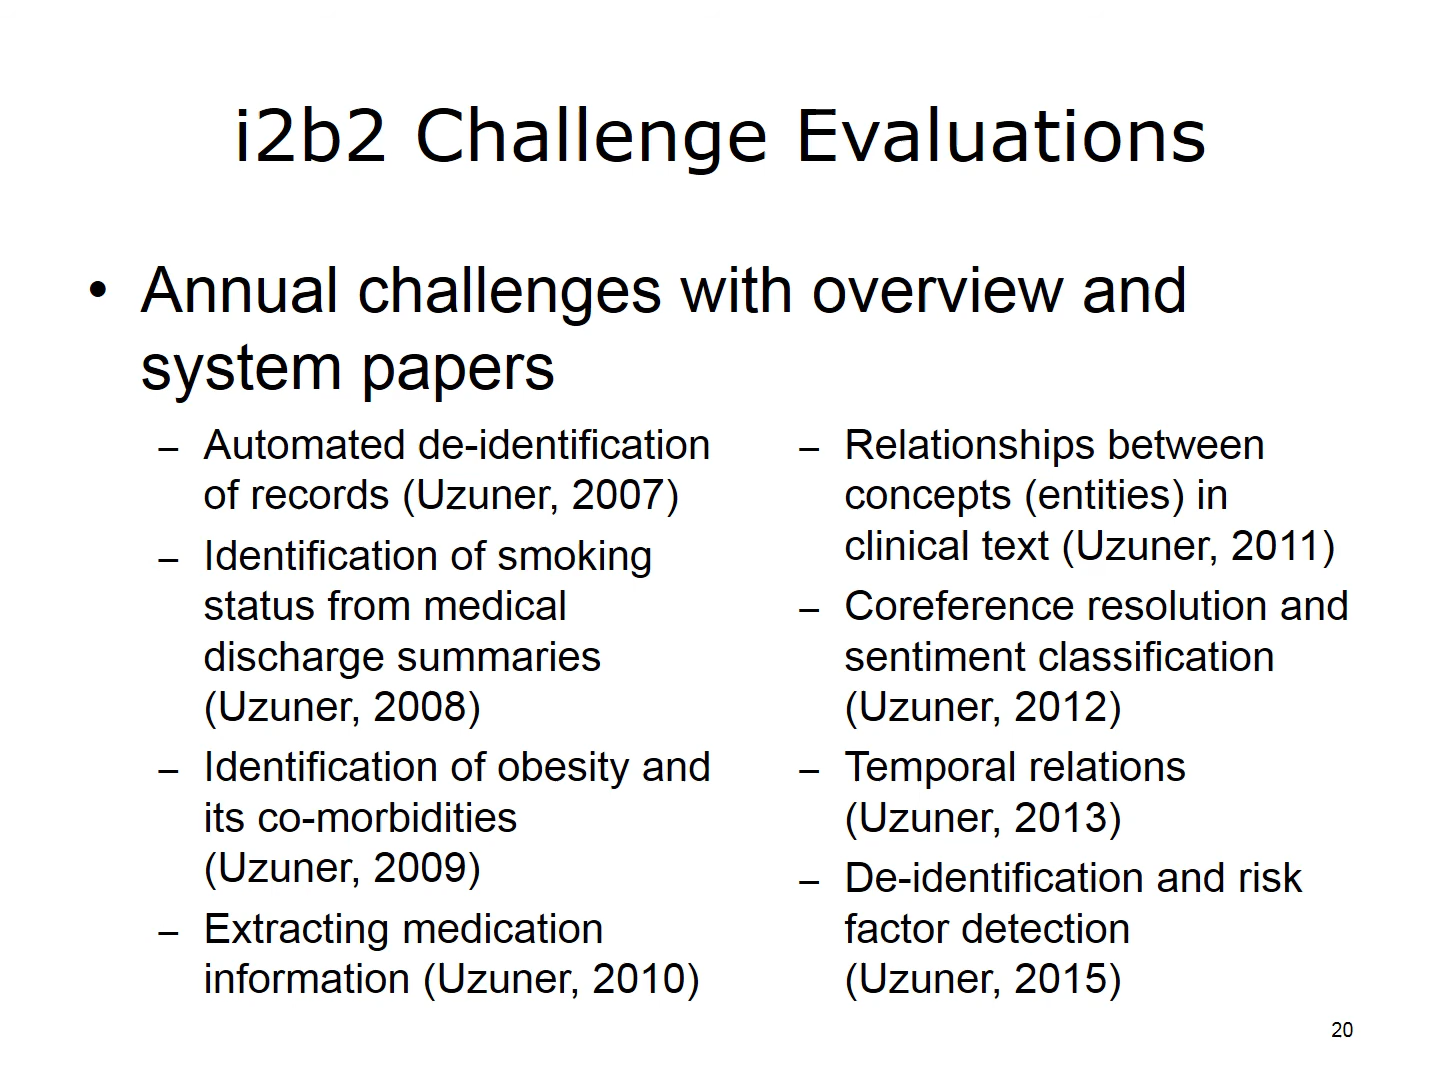 i2b2 Challenge Evaluations
• Annual challenges with overview and
system papers
– Automated de-identification
of records (Uzuner, 2007)
– Identification of smoking
status from medical
discharge summaries
(Uzuner, 2008)
– Identification of obesity and
its co-morbidities
(Uzuner, 2009)
– Extracting medication
information (Uzuner, 2010)
– Relationships between
concepts (entities) in
clinical text (Uzuner, 2011)
– Coreference resolution and
sentiment classification
(Uzuner, 2012)
– Temporal relations
(Uzuner, 2013)
– De-identification and risk
factor detection
(Uzuner, 2015)
20